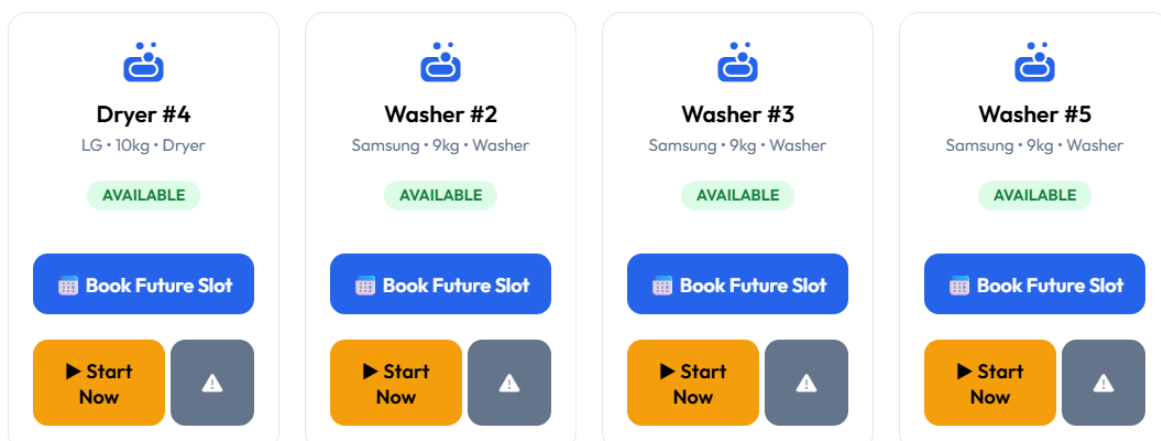 Dryer #4
LG • 10kg • Dryer
AVAILABLE
Book Future Slot
▶ Start
Now
Washer #2
Samsung • 9kg • Washer
AVAILABLE
Book Future Slot
▶ Start
Now
Washer #3
Samsung • 9kg • Washer
AVAILABLE
Book Future Slot
▶ Start
Now
Washer #5
Samsung • 9kg • Washer
AVAILABLE
Book Future Slot
▶ Start
Now